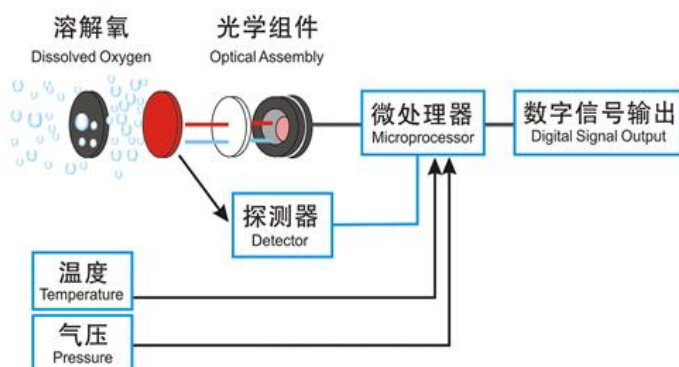 溶解氧
Dissolved Oxygen
光学组件
Optical Assembly
微处理器
Microprocessor
数字信号输出
Digital Signal Output
探测器
Detector
温度
Temperature
气压
Pressure